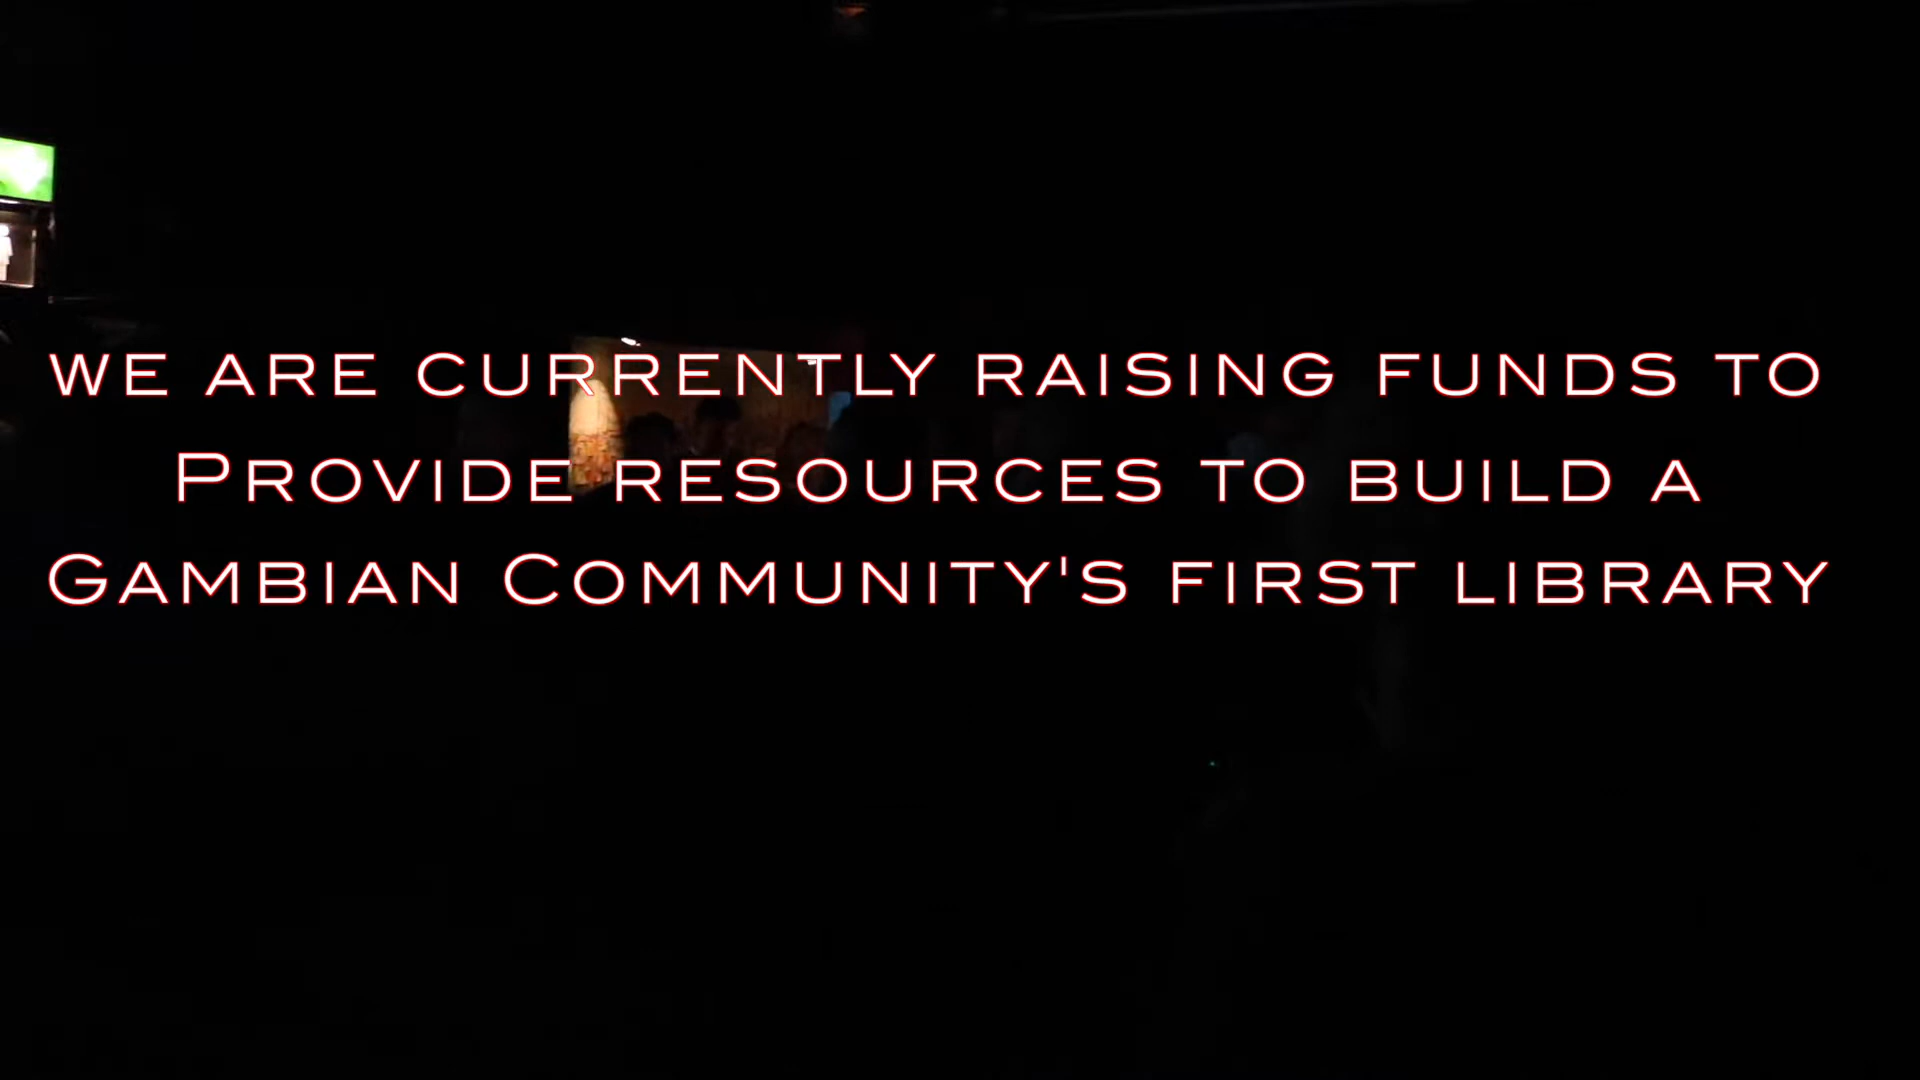 WE ARE CURRENTLY RAISING FUNDS TO
PROVIDE RESOURCES TO BUILD A
GAMBIAN COMMUNITY'S FIRST LIBRARY